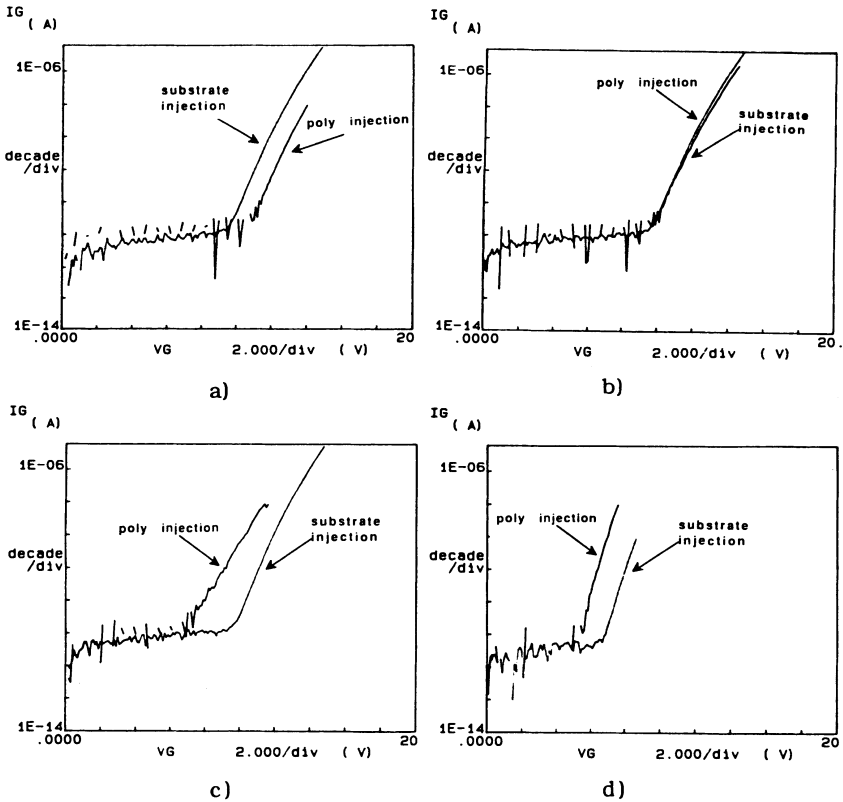 IG
( A)
1E-06
substrate
injection
poly injection
decade
/div
1E-14
.0000
VG
2.000/div ( V)
20
a)
IG
( A)
1E-06
poly injection
substrate
injection
decade
/div
1E-14
.0000
VG
2.000/div ( V)
20.
b)
IG
( A)
1E-06
poly injection
substrate
injection
decade
/div
1E-14
.0000
VG
2.000/div ( V)
20
c)
IG
( A)
1E-06
poly injection
substrate
injection
decade
/div
1E-14
.0000
VG
2.000/div ( V)
20
d)